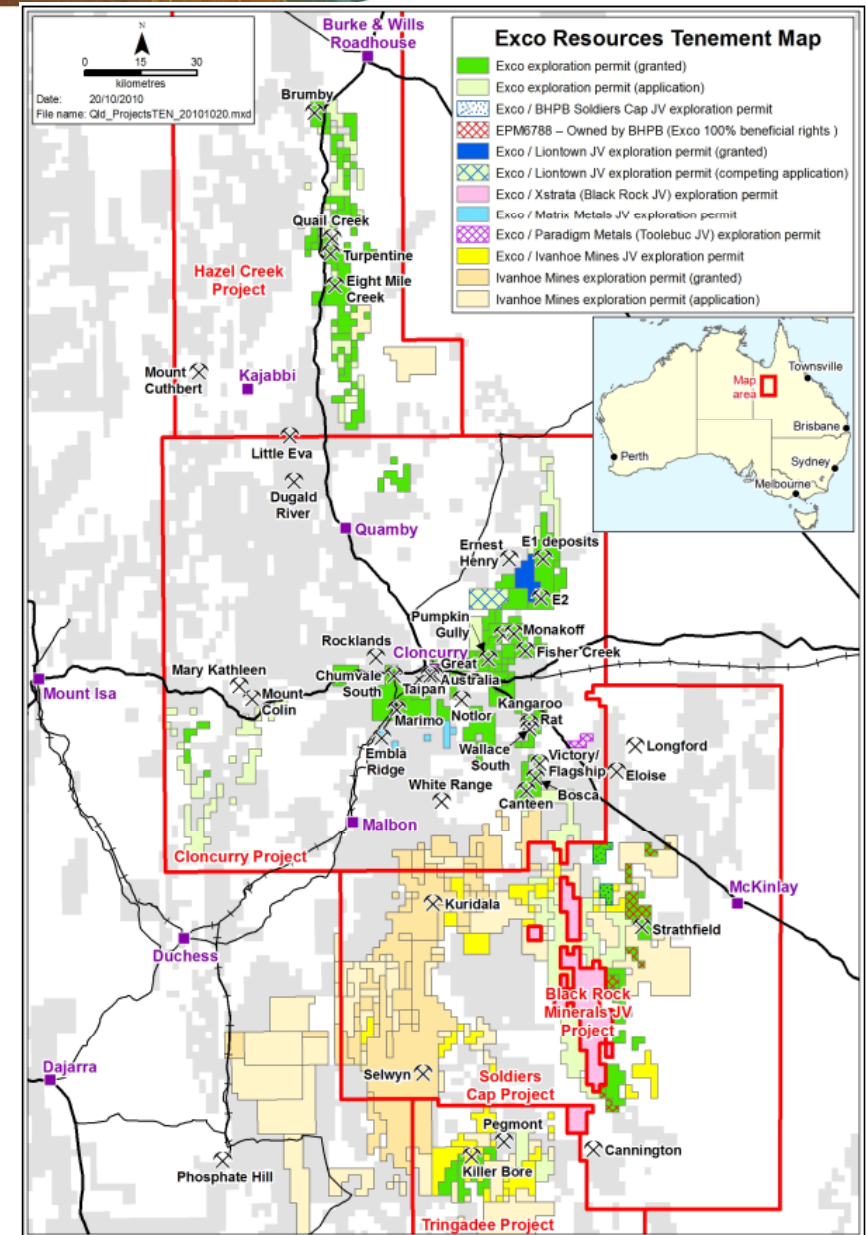 N
0 15 30
kilometres
Date: 20/10/2010
File name: Qld_ProjectsTEN_20101020.mxd
Exco Resources Tenement Map
Exco exploration permit (granted)
Exco exploration permit (application)
Exco / BHPB Soldiers Cap JV exploration permit
EPM6788 – Owned by BHPB (Exco 100% beneficial rights )
Exco / Liontown JV exploration permit (granted)
Exco / Liontown JV exploration permit (competing application)
Exco / Xstrata (Black Rock JV) exploration permit
Exco / Matrix Metals JV exploration permit
Exco / Paradigm Metals (Toolebuc JV) exploration permit
Exco / Ivanhoe Mines JV exploration permit
Ivanhoe Mines exploration permit (granted)
Ivanhoe Mines exploration permit (application)
Map
area
Townsville
Brisbane
Perth
Sydney
Melbourne
Burke & Wills
Roadhouse
Brumby
Quail Creek
Turpentine
Hazel Creek
Project
Eight Mile
Creek
Mount
Cuthbert
Kajabbi
Little Eva
Dugald
River
Quamby
Ernest
Henry
E1 deposits
E2
Pumpkin
Gully
Monakoff
Fisher Creek
Rocklands
Cloncurry
Great
Australia
Mary Kathleen
Chumvale
South
Taipan
Mount Isa
Mount
Colin
Marimo
Notlor
Kangaroo
Rat
Embla
Ridge
Wallace
South
Longford
Victory/
Flagship
Eloise
White Range
Bosca
Canteen
Malbon
Cloncurry Project
McKinlay
Kuridala
Strathfield
Duchess
Black Rock
Minerals JV
Project
Dajarra
Selwyn
Soldiers
Cap Project
Pegmont
Cannington
Phosphate Hill
Killer Bore
Tringadee Project